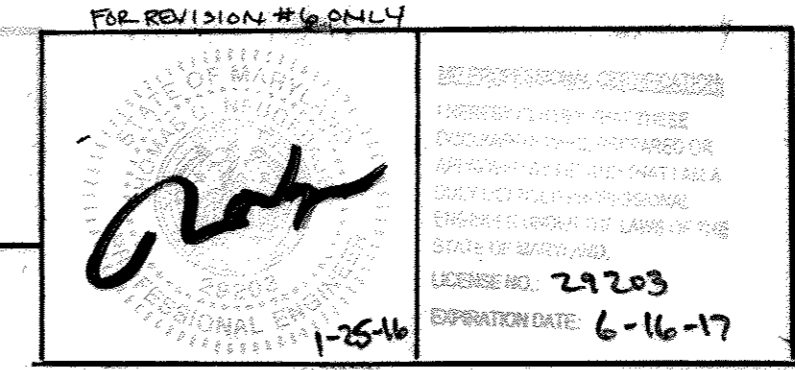 FOR REVISION #6 ONLY
STATE OF MARYLAND
THOMAS C.
PROFESSIONAL ENGINEER
29203
1-25-16
MD PROFESSIONAL CERTIFICATION
I HEREBY CERTIFY THAT THESE
DOCUMENTS WERE PREPARED OR
APPROVED BY ME AND THAT I AM A
DULY LICENSED PROFESSIONAL
ENGINEER UNDER THE LAWS OF THE
STATE OF MARYLAND.
LICENSE NO.: 29203
EXPIRATION DATE: 6-16-17